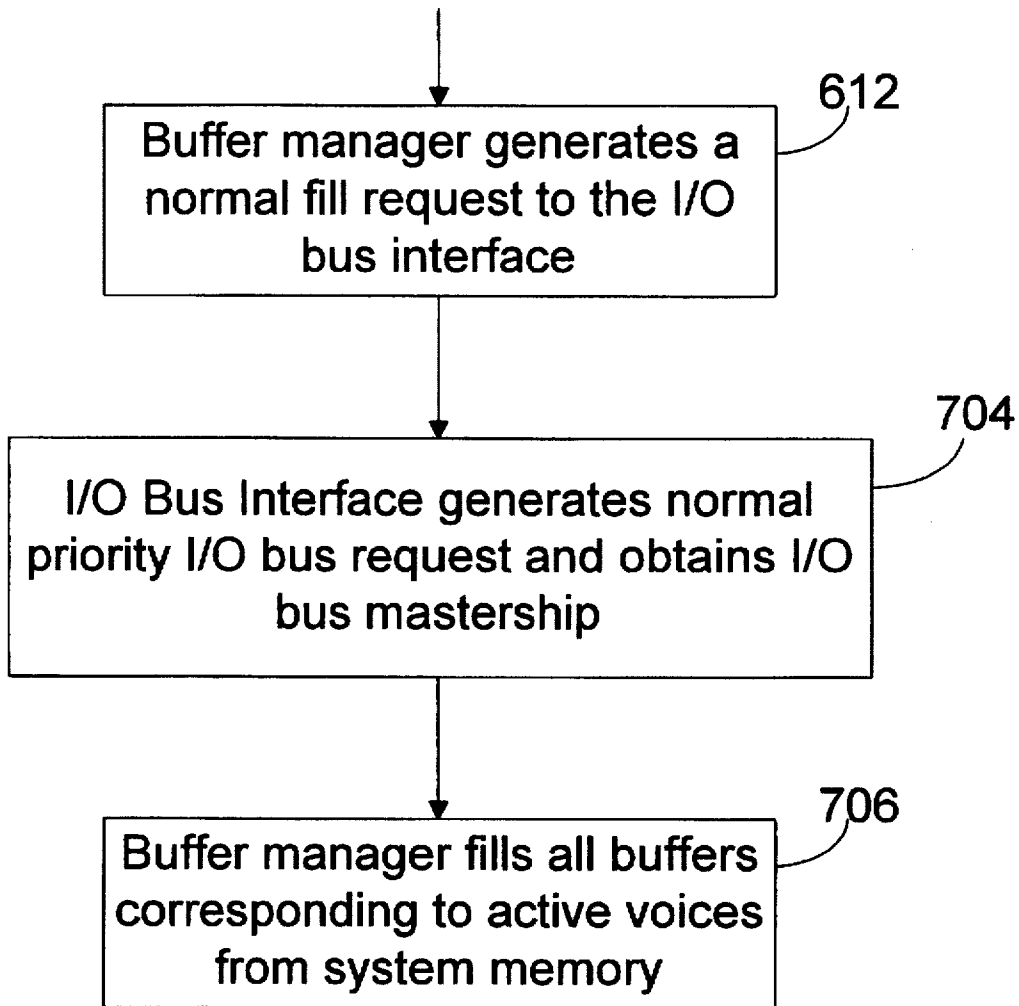 612
Buffer manager generates a
normal fill request to the I/O
bus interface
704
I/O Bus Interface generates normal
priority I/O bus request and obtains I/O
bus mastership
706
Buffer manager fills all buffers
corresponding to active voices
from system memory